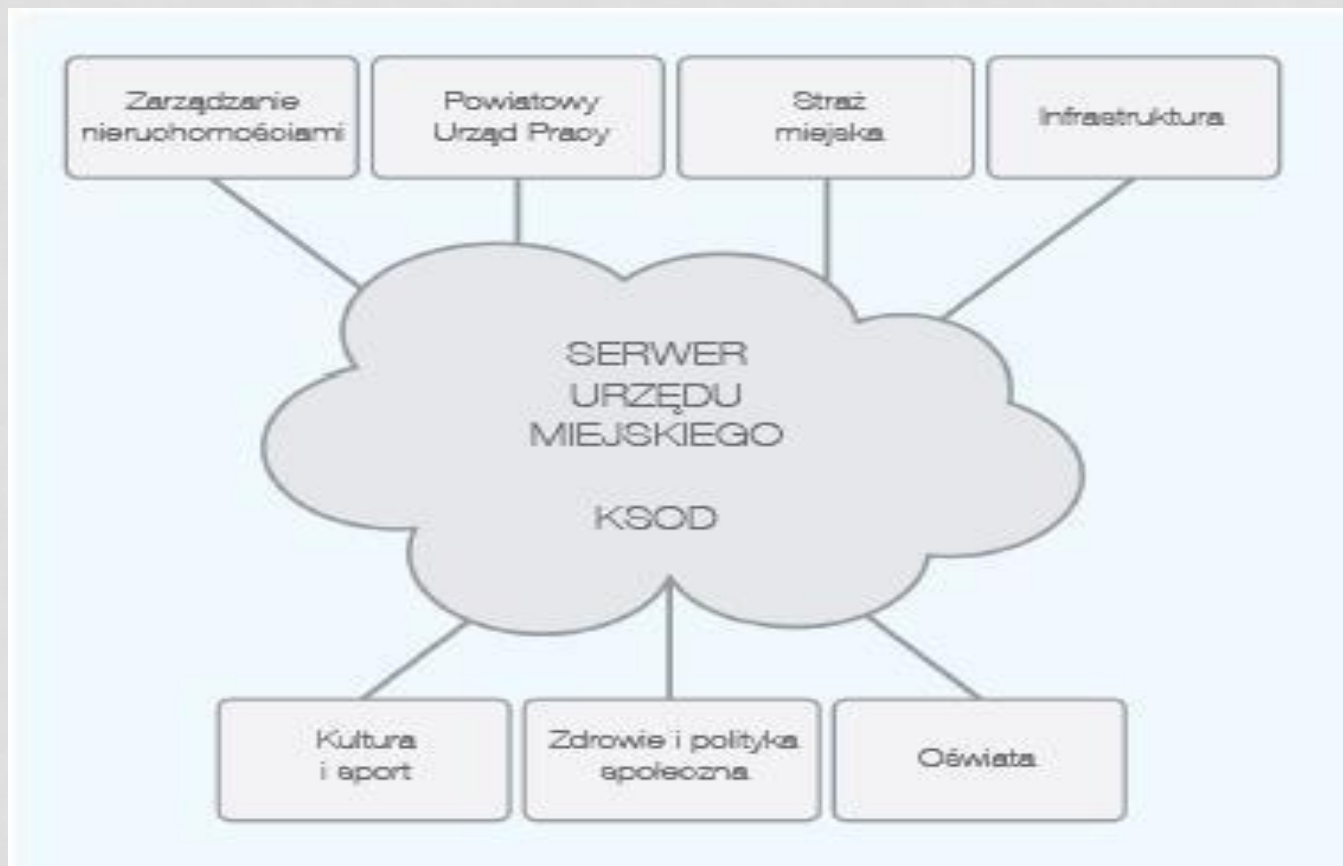 Zarządzanie
nieruchomościami
Powiatowy
Urząd Pracy
Straż
miejska
Infrastruktura
SERWER
URZĘDU
MIEJSKIEGO
KSOD
Kultura
i sport
Zdrowie i polityka
społeczna
Oświata